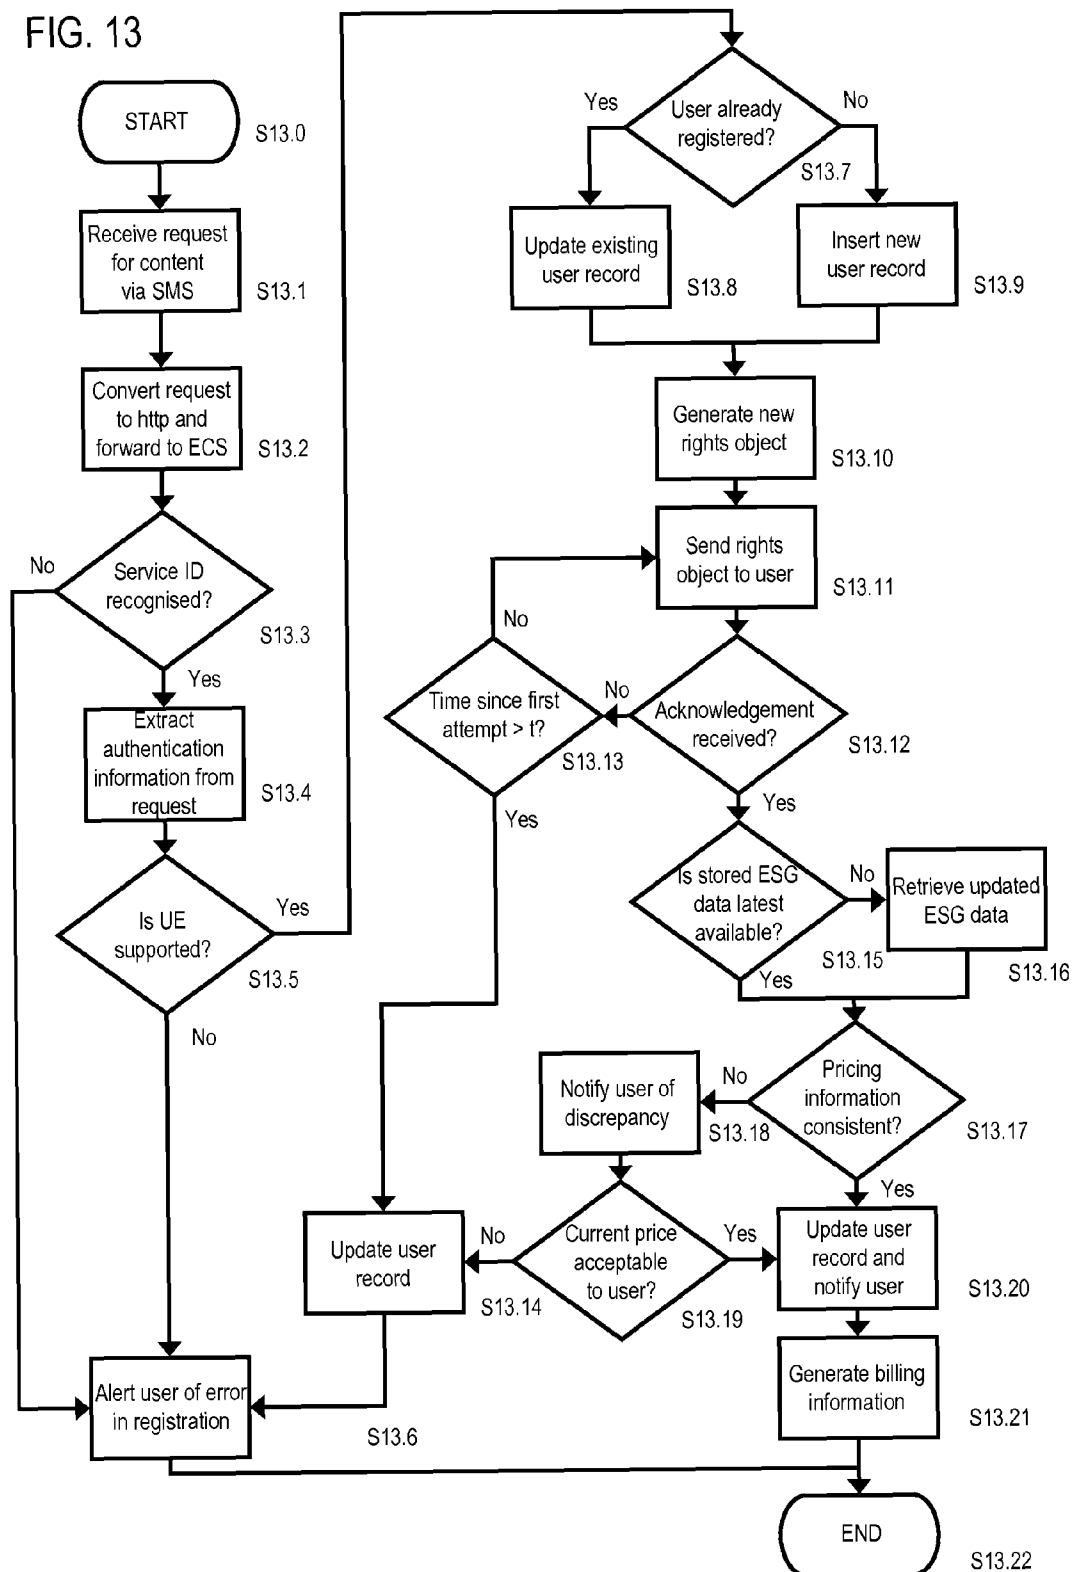 FIG. 13
START
S13.0
Receive request
for content
via SMS
S13.1
Convert request
to http and
forward to ECS
S13.2
No
Service ID
recognised?
S13.3
Yes
Extract
authentication
information from
request
S13.4
Is UE
supported?
Yes
S13.5
No
Alert user of error
in registration
S13.6
Yes
User already
registered?
No
S13.7
Update existing
user record
S13.8
Insert new
user record
S13.9
Generate new
rights object
S13.10
Send rights
object to user
S13.11
No
Time since first
attempt > t?
S13.13
Yes
No
Acknowledgement
received?
S13.12
Yes
Is stored ESG
data latest
available?
No
S13.15
Yes
Retrieve updated
ESG data
S13.16
Pricing
information
consistent?
No
S13.17
Yes
Notify user of
discrepancy
S13.18
Update user
record
S13.14
No
Current price
acceptable
to user?
Yes
S13.19
Update user
record and
notify user
S13.20
Generate billing
information
S13.21
END
S13.22